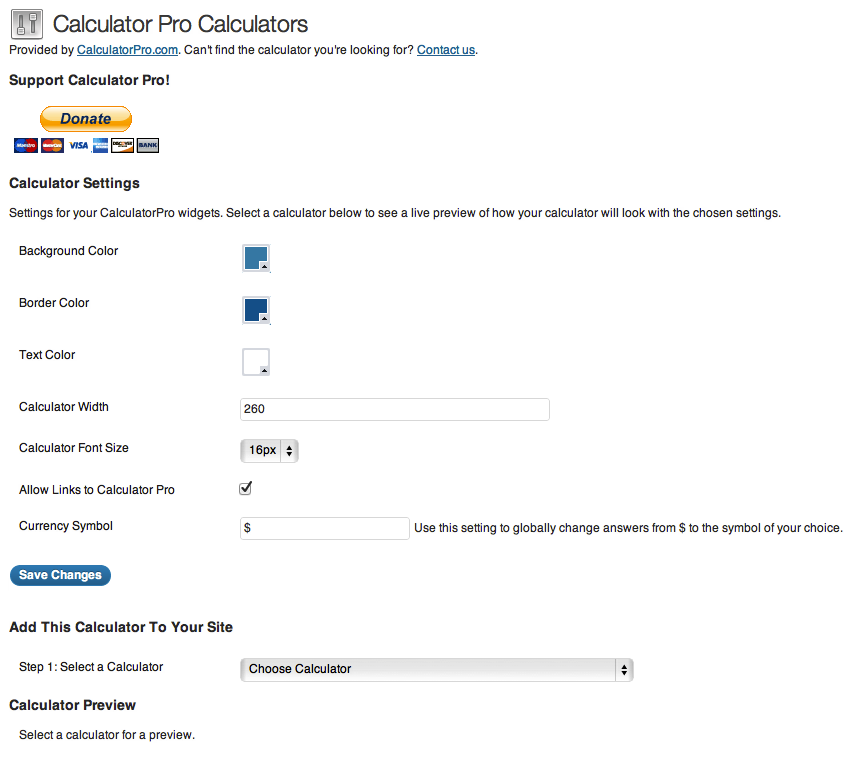 Calculator Pro Calculators
Provided by CalculatorPro.com. Can't find the calculator you're looking for? Contact us.
Support Calculator Pro!
Donate
Maestro MasterCard VISA DISCOVER BANK
Calculator Settings
Settings for your CalculatorPro widgets. Select a calculator below to see a live preview of how your calculator will look with the chosen settings.
Background Color
Border Color
Text Color
Calculator Width 260
Calculator Font Size 16px
Allow Links to Calculator Pro
Currency Symbol $ Use this setting to globally change answers from $ to the symbol of your choice.
Save Changes
Add This Calculator To Your Site
Step 1: Select a Calculator Choose Calculator
Calculator Preview
Select a calculator for a preview.